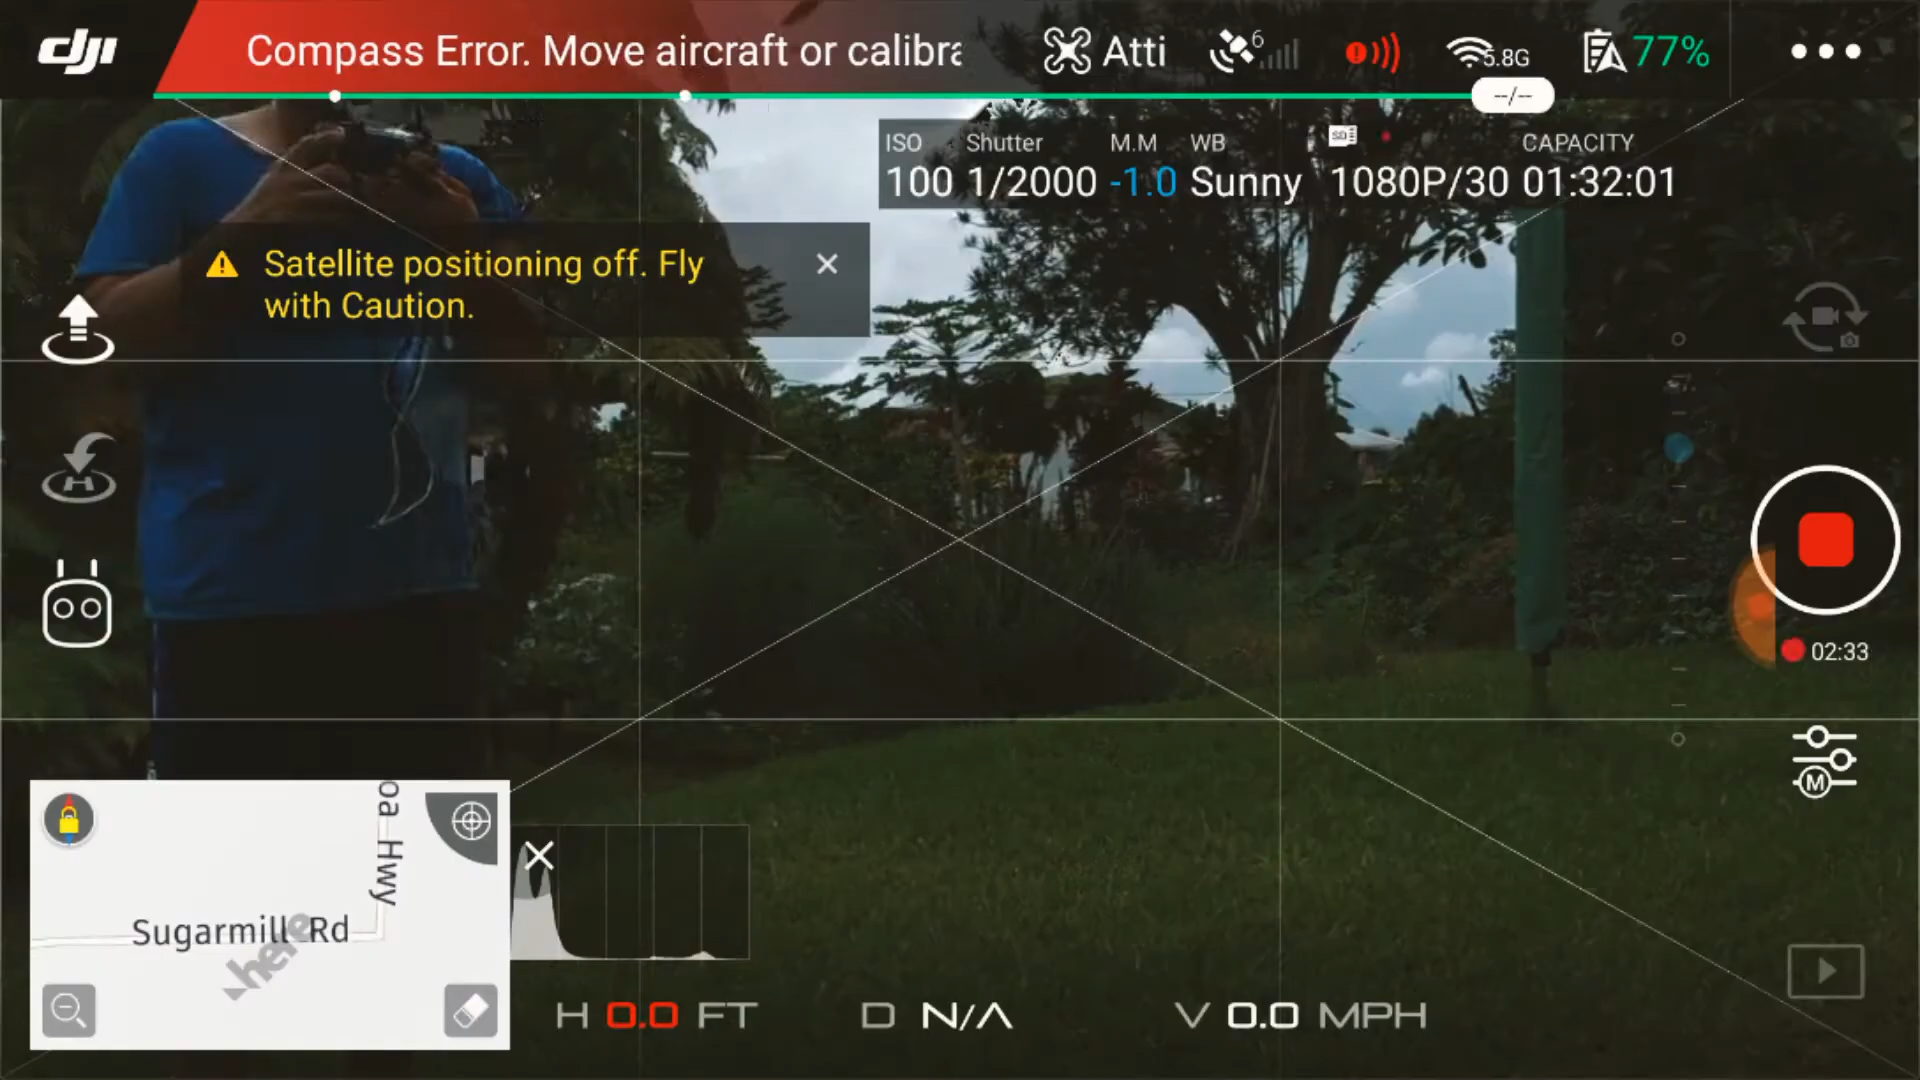 dji
Compass Error. Move aircraft or calibra
Atti
6
5.8G
77%
--/--
ISO Shutter M.M WB SD CAPACITY
100 1/2000 -1.0 Sunny 1080P/30 01:32:01
Satellite positioning off. Fly
with Caution.
02:33
M
oa Hwy
Sugarmill Rd
here
H 0.0 FT D N/A V 0.0 MPH